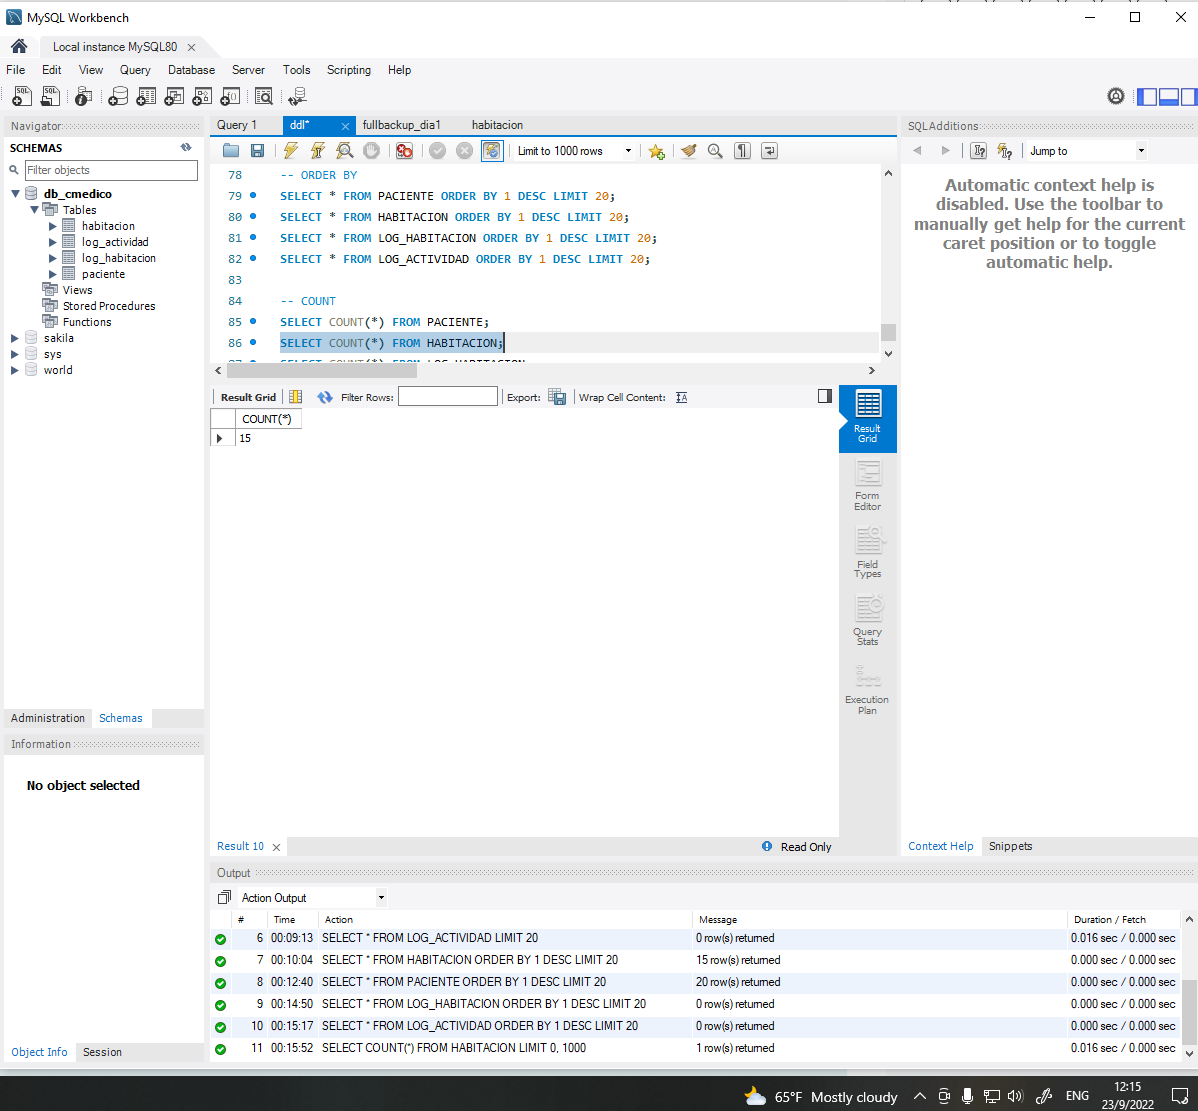 MySQL Workbench
Local instance MySQL80
File Edit View Query Database Server Tools Scripting Help
Navigator
SCHEMAS
Filter objects
db_cmedico
Tables
habitacion
log_actividad
log_habitacion
paciente
Views
Stored Procedures
Functions
sakila
sys
world
Administration Schemas
Information
No object selected
Object Info Session
Query 1 ddl* fullbackup_dia1 habitacion
Limit to 1000 rows
78 -- ORDER BY
79 SELECT * FROM PACIENTE ORDER BY 1 DESC LIMIT 20;
80 SELECT * FROM HABITACION ORDER BY 1 DESC LIMIT 20;
81 SELECT * FROM LOG_HABITACION ORDER BY 1 DESC LIMIT 20;
82 SELECT * FROM LOG_ACTIVIDAD ORDER BY 1 DESC LIMIT 20;
83
84 -- COUNT
85 SELECT COUNT(*) FROM PACIENTE;
86 SELECT COUNT(*) FROM HABITACION;
87 SELECT COUNT(*) FROM LOG_HABITACION
Result Grid Filter Rows: Export: Wrap Cell Content:
COUNT(*)
15
Result Grid
Form Editor
Field Types
Query Stats
Execution Plan
Result 10
Read Only
SQLAdditions
Jump to
Automatic context help is
disabled. Use the toolbar to
manually get help for the current
caret position or to toggle
automatic help.
Context Help Snippets
Output
Action Output
# Time Action Message Duration / Fetch
6 00:09:13 SELECT * FROM LOG_ACTIVIDAD LIMIT 20 0 row(s) returned 0.016 sec / 0.000 sec
7 00:10:04 SELECT * FROM HABITACION ORDER BY 1 DESC LIMIT 20 15 row(s) returned 0.000 sec / 0.000 sec
8 00:12:40 SELECT * FROM PACIENTE ORDER BY 1 DESC LIMIT 20 20 row(s) returned 0.000 sec / 0.000 sec
9 00:14:50 SELECT * FROM LOG_HABITACION ORDER BY 1 DESC LIMIT 20 0 row(s) returned 0.000 sec / 0.000 sec
10 00:15:17 SELECT * FROM LOG_ACTIVIDAD ORDER BY 1 DESC LIMIT 20 0 row(s) returned 0.000 sec / 0.000 sec
11 00:15:52 SELECT COUNT(*) FROM HABITACION LIMIT 0, 1000 1 row(s) returned 0.016 sec / 0.000 sec
65°F Mostly cloudy
ENG
12:15
23/9/2022